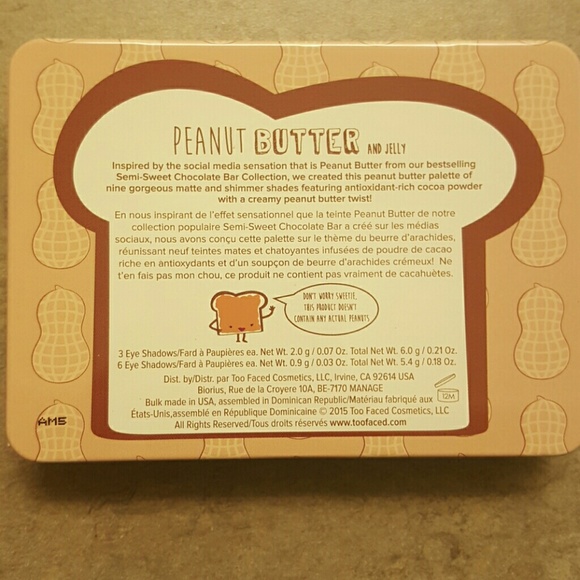 PEANUT BUTTER AND JELLY
Inspired by the social media sensation that is Peanut Butter from our bestselling
Semi-Sweet Chocolate Bar Collection, we created this peanut butter palette of
nine gorgeous matte and shimmer shades featuring antioxidant-rich cocoa powder
with a creamy peanut butter twist!
En nous inspirant de l'effet sensationnel que la teinte Peanut Butter de notre
collection populaire Semi-Sweet Chocolate Bar a créé sur les médias
sociaux, nous avons conçu cette palette sur le thème du beurre d'arachides,
réunissant neuf teintes mates et chatoyantes infusées de poudre de cacao
riche en antioxydants et d'un soupçon de beurre d'arachides crémeux! Ne
t'en fais pas mon chou, ce produit ne contient pas vraiment de cacahuètes.
DON'T WORRY SWEETIE,
THIS PRODUCT DOESN'T
CONTAIN ANY ACTUAL PEANUTS
3 Eye Shadows/Fard à Paupières ea. Net Wt. 2.0 g / 0.07 Oz. Total Net Wt. 6.0 g / 0.21 Oz.
6 Eye Shadows/Fard à Paupières ea. Net Wt. 0.9 g / 0.03 Oz. Total Net Wt. 5.4 g / 0.18 Oz.
Dist. by/Distr. par Too Faced Cosmetics, LLC, Irvine, CA 92614 USA
Biorius, Rue de la Croyere 10A, BE-7170 MANAGE
Bulk made in USA, assembled in Dominican Republic/Matériau fabriqué aux
États-Unis,assemblé en République Dominicaine © 2015 Too Faced Cosmetics, LLC
All Rights Reserved/Tous droits réservés www.toofaced.com
12M
AM5